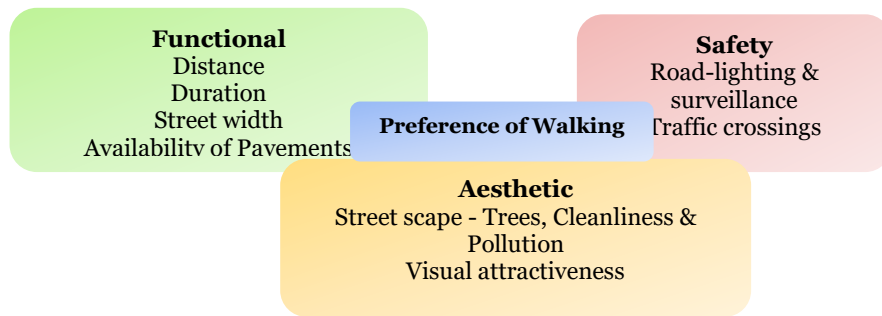 Functional
Distance
Duration
Street width
Availability of Pavements
Safety
Road-lighting &
surveillance
Traffic crossings
Preference of Walking
Aesthetic
Street scape - Trees, Cleanliness &
Pollution
Visual attractiveness